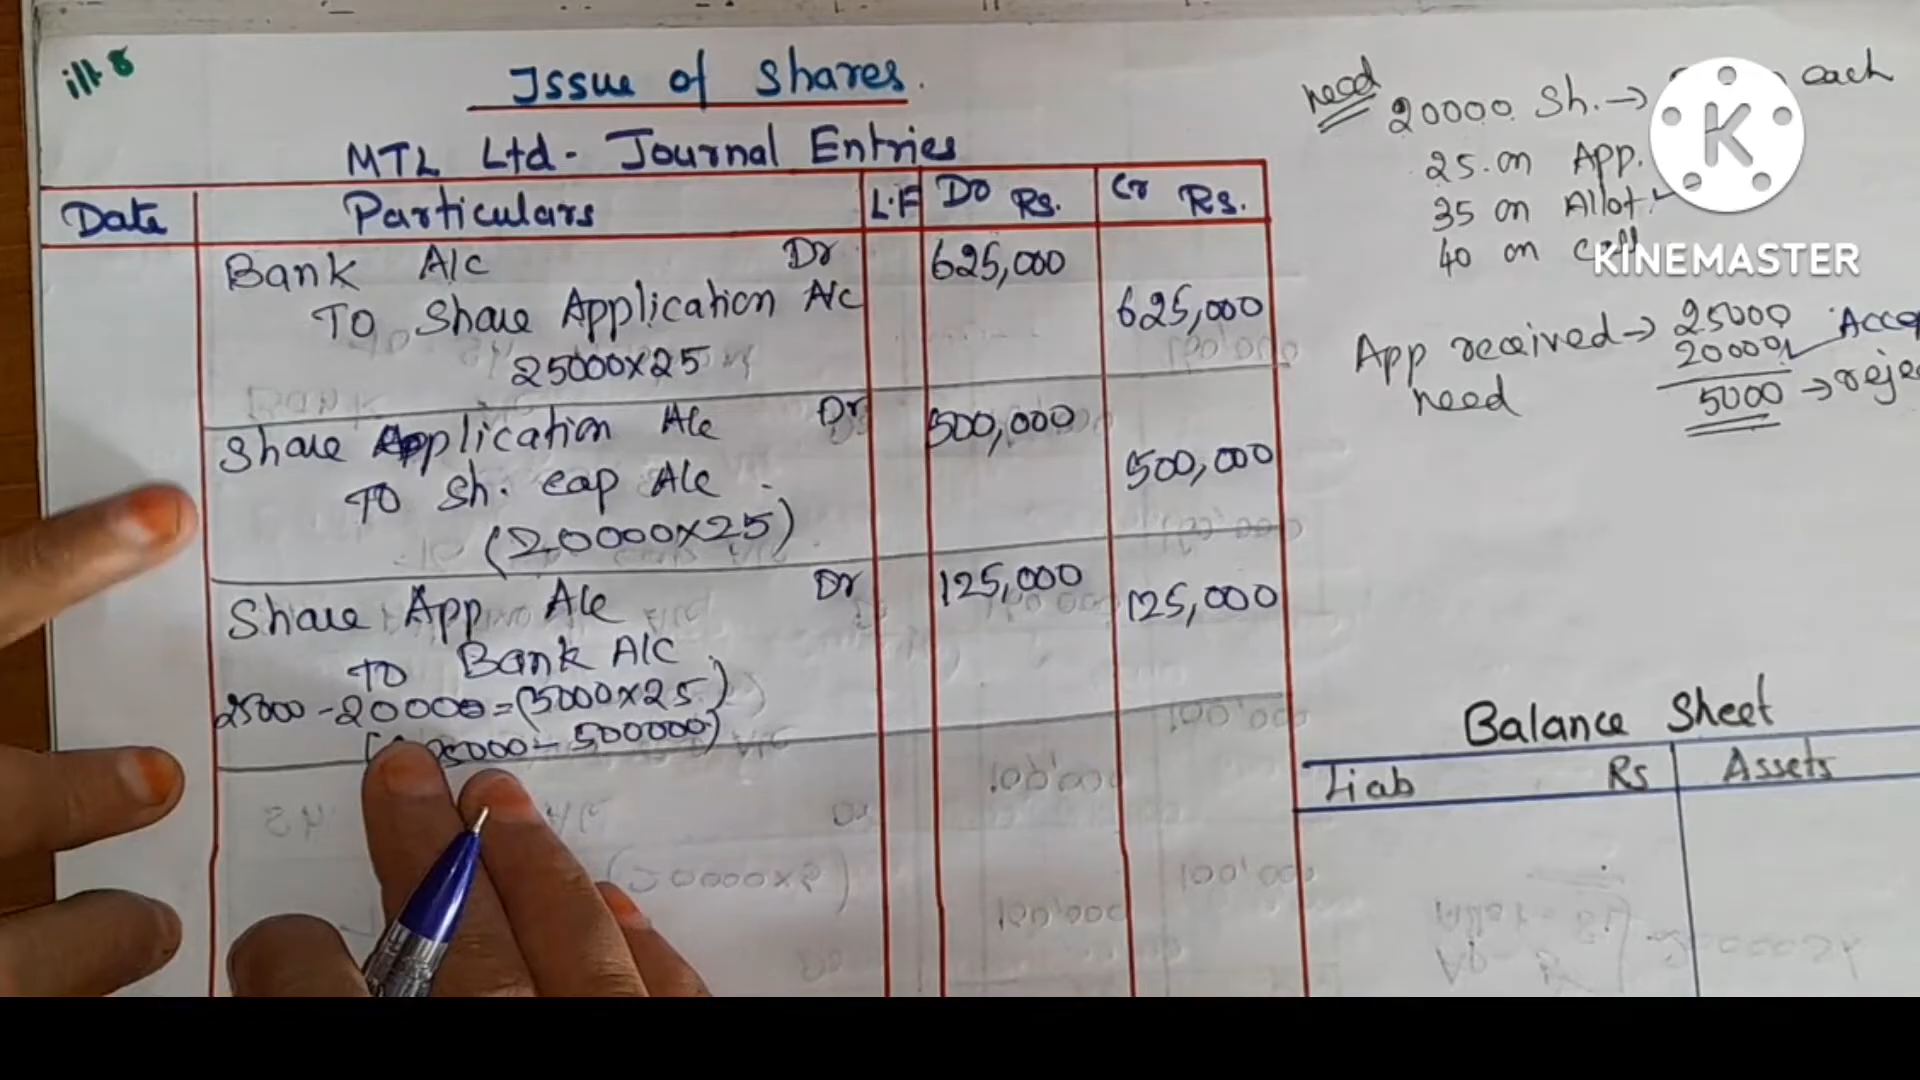 ill 8
Issue of Shares.
MTL Ltd - Journal Entries
Date Particulars L.F Dr Rs. Cr Rs.
Bank A/c Dr 625,000
To Share Application A/c 625,000
25000x25
Share Application A/c Dr 500,000
To Sh. cap A/c 500,000
(20000x25)
Share App A/c Dr 125,000
To Bank A/c 125,000
25000 - 20000 = (5000x25)
- 500000)
need 20000 Sh. → each
25 on App.
35 on Allot.
40 on
App received → 25000
need 20000
5000 →
Balance Sheet
Liab Rs Assets
K
KINEMASTER